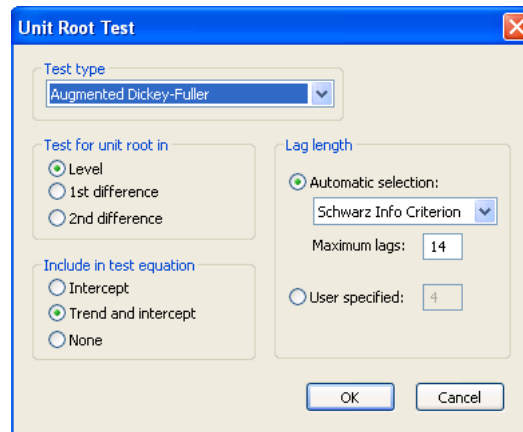 Unit Root Test
Test type
Augmented Dickey-Fuller
Test for unit root in
Level
1st difference
2nd difference
Include in test equation
Intercept
Trend and intercept
None
Lag length
Automatic selection:
Schwarz Info Criterion
Maximum lags: 14
User specified: 4
OK Cancel